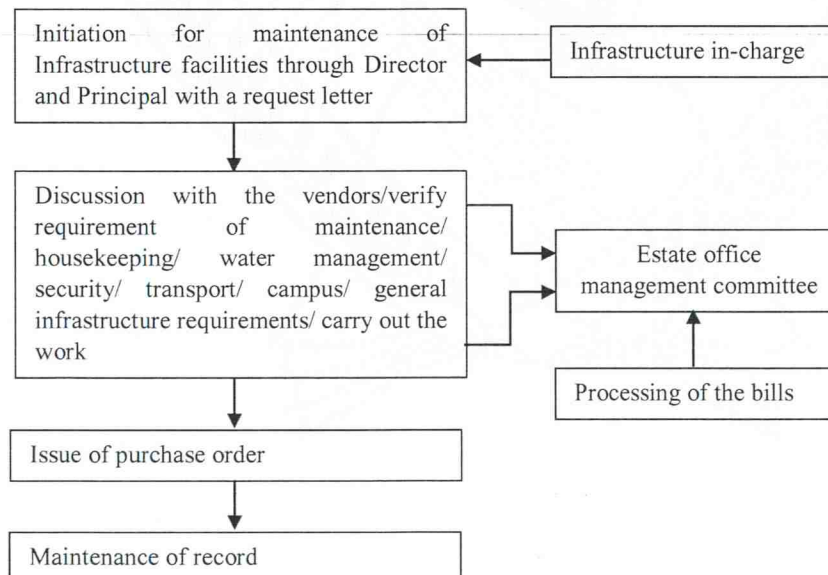 Initiation for maintenance of
Infrastructure facilities through Director
and Principal with a request letter
Infrastructure in-charge
Discussion with the vendors/verify
requirement of maintenance/
housekeeping/ water management/
security/ transport/ campus/ general
infrastructure requirements/ carry out the
work
Estate office
management committee
Processing of the bills
Issue of purchase order
Maintenance of record